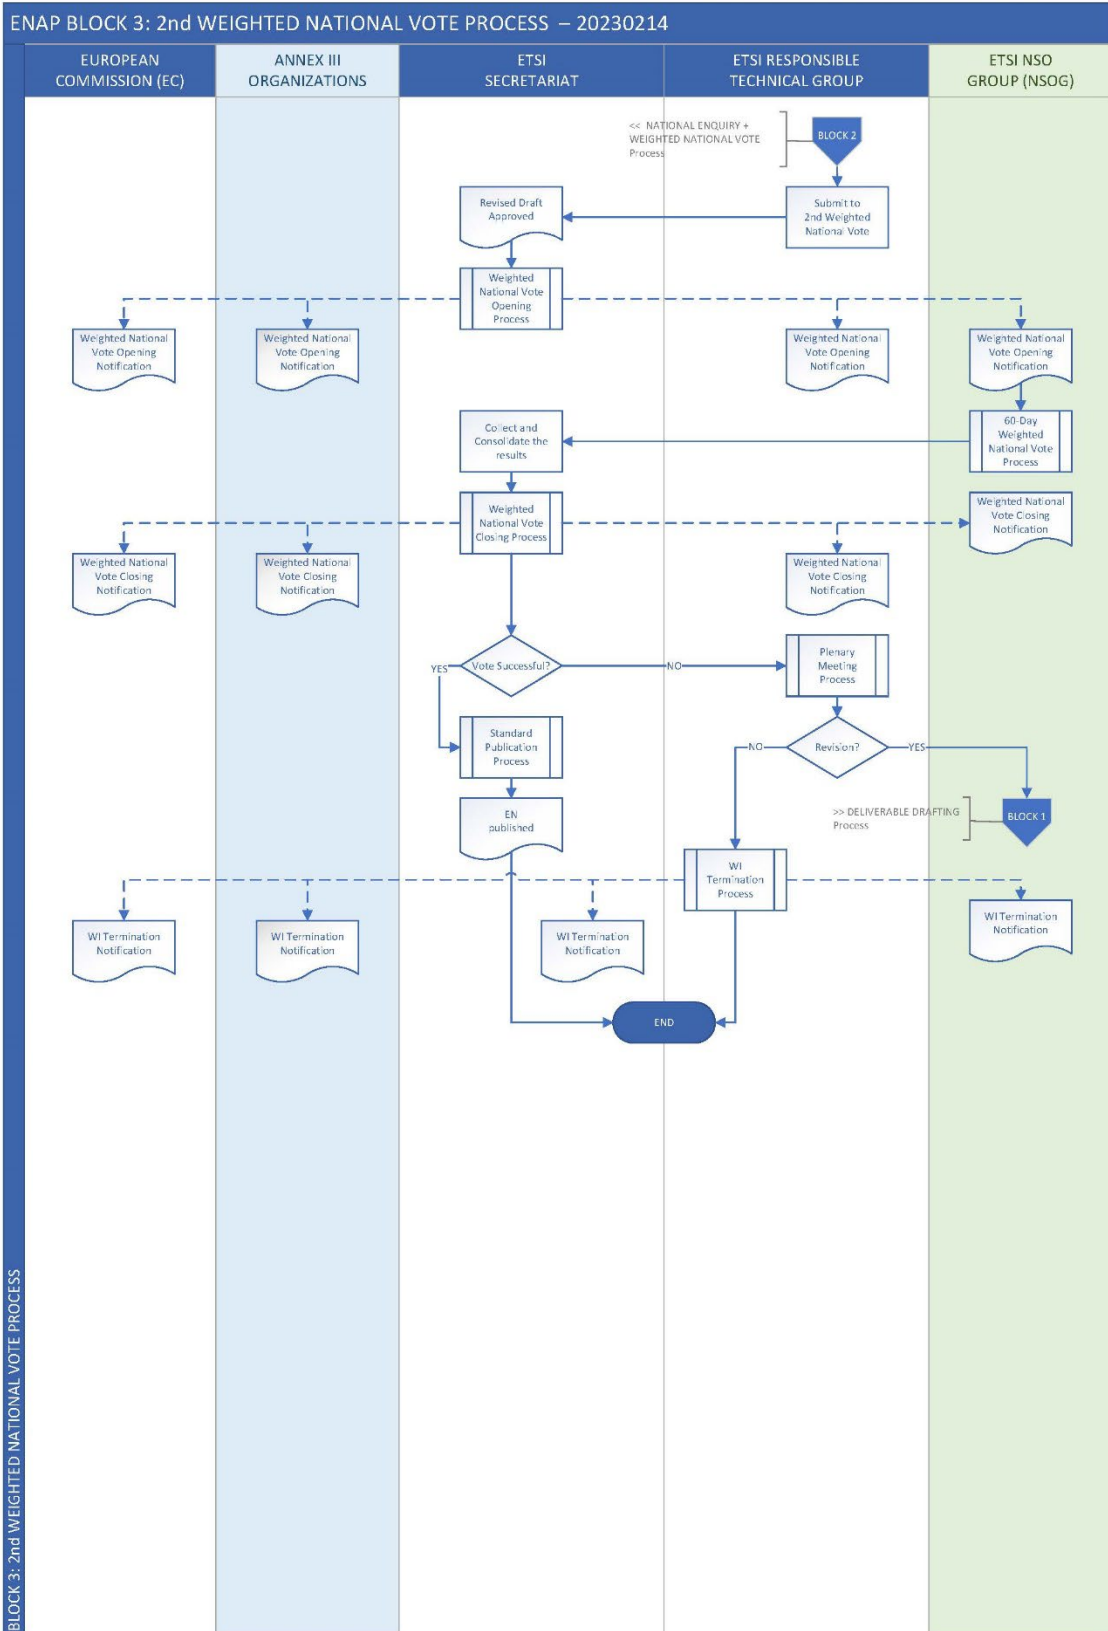 ENAP BLOCK 3: 2nd WEIGHTED NATIONAL VOTE PROCESS – 20230214
EUROPEAN
COMMISSION (EC)
ANNEX III
ORGANIZATIONS
ETSI
SECRETARIAT
ETSI RESPONSIBLE
TECHNICAL GROUP
ETSI NSO
GROUP (NSOG)
<< NATIONAL ENQUIRY +
WEIGHTED NATIONAL VOTE
Process
BLOCK 2
Revised Draft
Approved
Submit to
2nd Weighted
National Vote
Weighted
National Vote
Opening
Process
Weighted National
Vote Opening
Notification
Weighted National
Vote Opening
Notification
Weighted National
Vote Opening
Notification
Weighted National
Vote Opening
Notification
Collect and
Consolidate the
results
60-Day
Weighted
National Vote
Process
Weighted
National Vote
Closing Process
Weighted National
Vote Closing
Notification
Weighted National
Vote Closing
Notification
Weighted National
Vote Closing
Notification
Weighted National
Vote Closing
Notification
YES
Vote Successful?
NO
Plenary
Meeting
Process
Standard
Publication
Process
NO
Revision?
YES
EN
published
>> DELIVERABLE DRAFTING
Process
BLOCK 1
WI
Termination
Process
WI Termination
Notification
WI Termination
Notification
WI Termination
Notification
WI Termination
Notification
END
BLOCK 3: 2nd WEIGHTED NATIONAL VOTE PROCESS